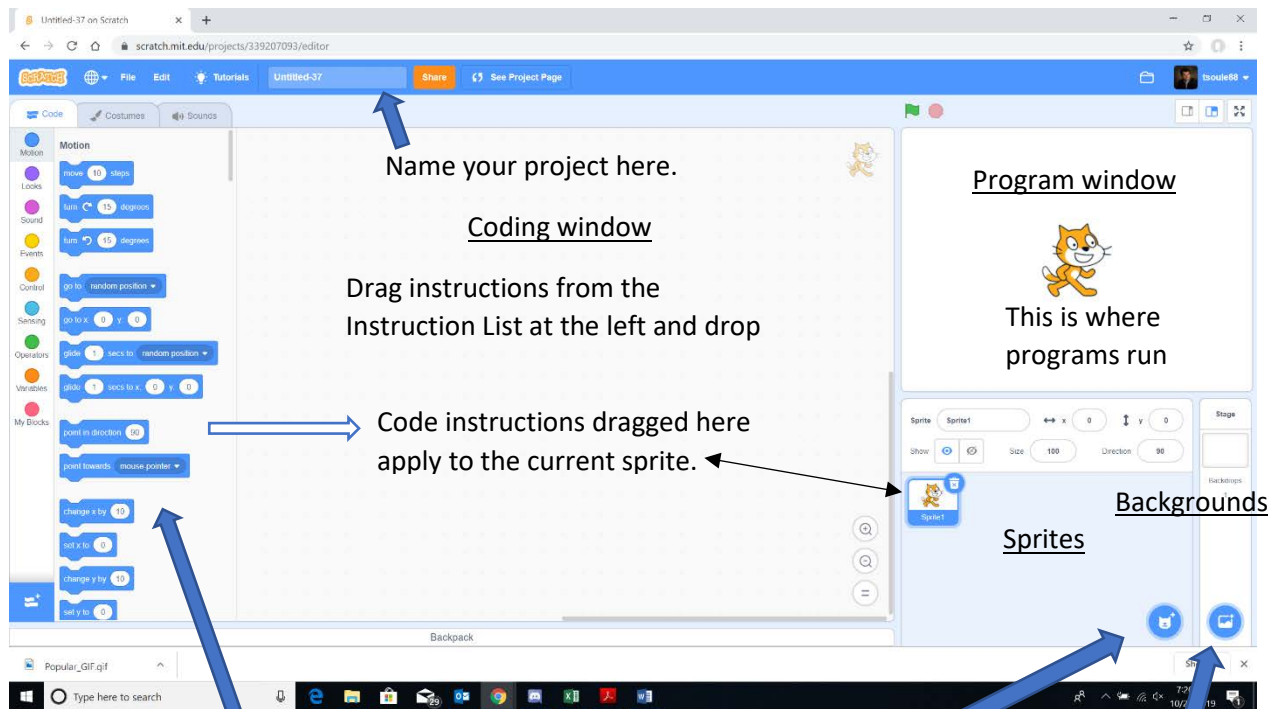 Untitled-37 on Scratch
scratch.mit.edu/projects/339207093/editor
SCRATCH File Edit Tutorials Untitled-37 Share See Project Page tsoule88
Code Costumes Sounds
Motion
Looks
Sound
Events
Control
Sensing
Operators
Variables
My Blocks
Motion
move 10 steps
turn 15 degrees
turn 15 degrees
go to random position
go to x: 0 y: 0
glide 1 secs to random position
glide 1 secs to x: 0 y: 0
point in direction 90
point towards mouse-pointer
change x by 10
set x to 0
change y by 10
set y to 0
Name your project here.
Coding window
Drag instructions from the
Instruction List at the left and drop
Code instructions dragged here
apply to the current sprite.
Program window
This is where
programs run
Sprite Sprite1 x 0 y 0
Show Size 100 Direction 90
Sprite1
Sprites
Stage
Backdrops
Backgrounds
Backpack
Popular_GIF.gif
Type here to search
29